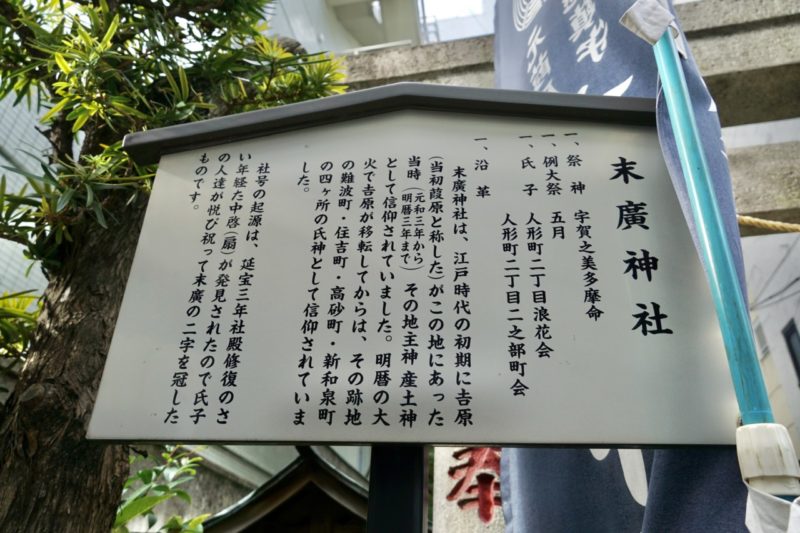 末廣神社
一、祭神　宇賀之美多摩命
一、例大祭　五月
一、氏子　人形町二丁目浪花会
人形町二丁目二之部町会
一、沿革
末廣神社は、江戸時代の初期に吉原
(当初葭原と称した)がこの地にあった
当時(元和三年から明暦三年まで)その地主神産土神
として信仰されていました。明暦の大
火で吉原が移転してからは、その跡地
の難波町・住吉町・高砂町・新和泉町
の四ヶ所の氏神として信仰されていま
した。
社号の起源は、延宝三年社殿修復のさ
い年経た中啓(扇)が発見されたので氏子
の人達が悦び祝って末廣の二字を冠した
ものです。
奉